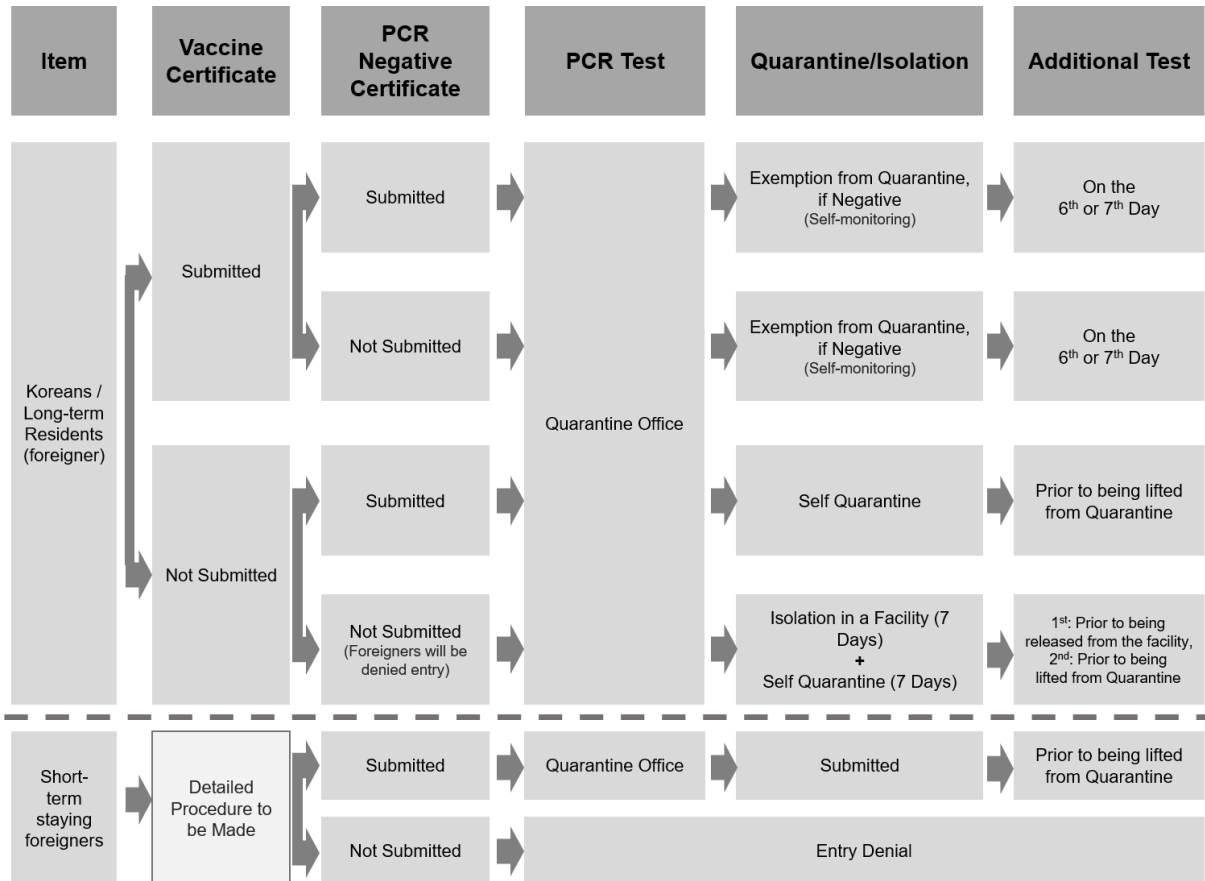 Item
Vaccine
Certificate
PCR
Negative
Certificate
PCR Test
Quarantine/Isolation
Additional Test
Koreans /
Long-term
Residents
(foreigner)
Submitted
Submitted
Quarantine Office
Exemption from Quarantine,
if Negative
(Self-monitoring)
On the
6th or 7th Day
Not Submitted
Exemption from Quarantine,
if Negative
(Self-monitoring)
On the
6th or 7th Day
Not Submitted
Submitted
Self Quarantine
Prior to being lifted
from Quarantine
Not Submitted
(Foreigners will be
denied entry)
Isolation in a Facility (7
Days)
+
Self Quarantine (7 Days)
1st: Prior to being
released from the facility,
2nd: Prior to being
lifted from Quarantine
Short-
term
staying
foreigners
Detailed
Procedure to
be Made
Submitted
Quarantine Office
Submitted
Prior to being lifted
from Quarantine
Not Submitted
Entry Denial